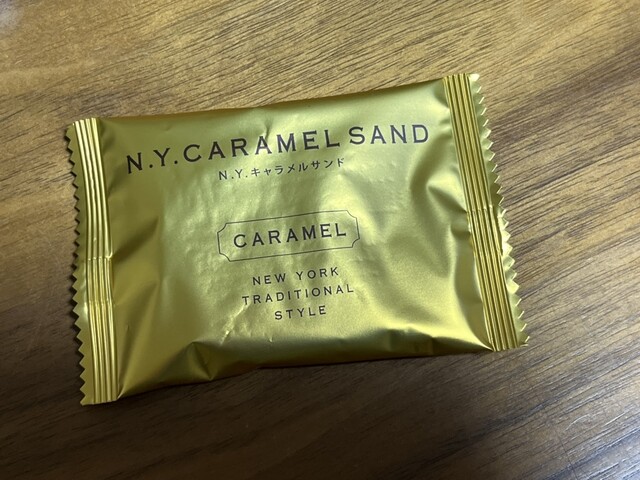 N.Y.CARAMEL SAND
N.Y.キャラメルサンド
CARAMEL
NEW YORK
TRADITIONAL
STYLE